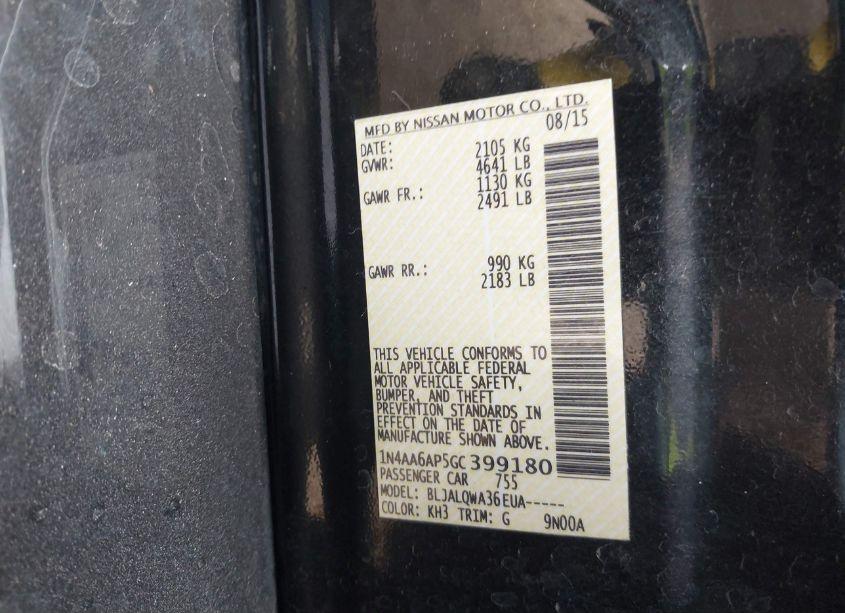 MFD BY NISSAN MOTOR CO., LTD.
DATE: 08/15
GVWR: 2105 KG
4641 LB
GAWR FR.: 1130 KG
2491 LB
GAWR RR.: 990 KG
2183 LB
THIS VEHICLE CONFORMS TO
ALL APPLICABLE FEDERAL
MOTOR VEHICLE SAFETY,
BUMPER, AND THEFT
PREVENTION STANDARDS IN
EFFECT ON THE DATE OF
MANUFACTURE SHOWN ABOVE.
1N4AA6AP5GC399180
PASSENGER CAR 755
MODEL: BLJALQWA36EUA-----
COLOR: KH3 TRIM: G 9N00A